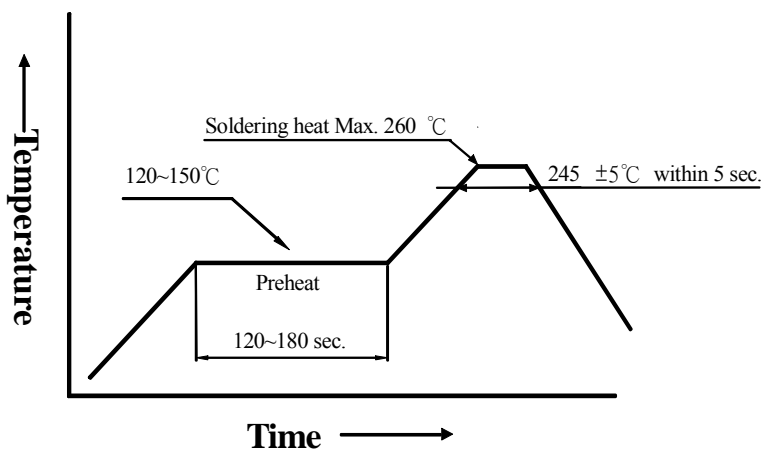 Temperature
Soldering heat Max. 260 ℃
245 ±5℃ within 5 sec.
120~150℃
Preheat
120~180 sec.
Time